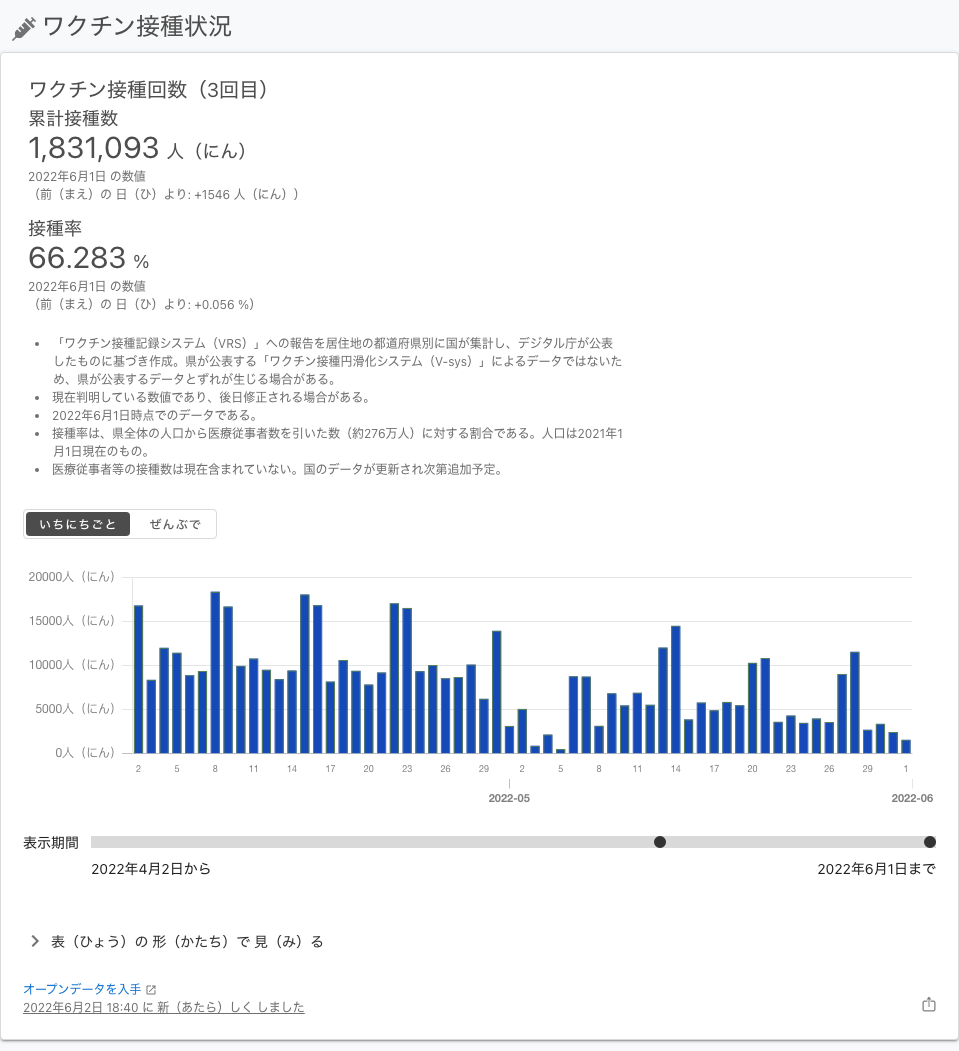 ワクチン接種状況
ワクチン接種回数（3回目）
累計接種数
1,831,093 人（にん）
2022年6月1日 の数値
（前（まえ）の 日（ひ）より: +1546 人（にん））
接種率
66.283 %
2022年6月1日 の数値
（前（まえ）の 日（ひ）より: +0.056 %）
• 「ワクチン接種記録システム（VRS）」への報告を居住地の都道府県別に国が集計し、デジタル庁が公表
したものに基づき作成。県が公表する「ワクチン接種円滑化システム（V-sys）」によるデータではないた
め、県が公表するデータとずれが生じる場合がある。
• 現在判明している数値であり、後日修正される場合がある。
• 2022年6月1日時点でのデータである。
• 接種率は、県全体の人口から医療従事者数を引いた数（約276万人）に対する割合である。人口は2021年1
月1日現在のもの。
• 医療従事者等の接種数は現在含まれていない。国のデータが更新され次第追加予定。
いちにちごと ぜんぶで
20000人（にん）
15000人（にん）
10000人（にん）
5000人（にん）
0人（にん）
2 5 8 11 14 17 20 23 26 29 2 5 8 11 14 17 20 23 26 29 1
2022-05 2022-06
表示期間
2022年4月2日から 2022年6月1日まで
表（ひょう）の 形（かたち）で 見（み）る
オープンデータを入手
2022年6月2日 18:40 に 新（あたら）しく しました